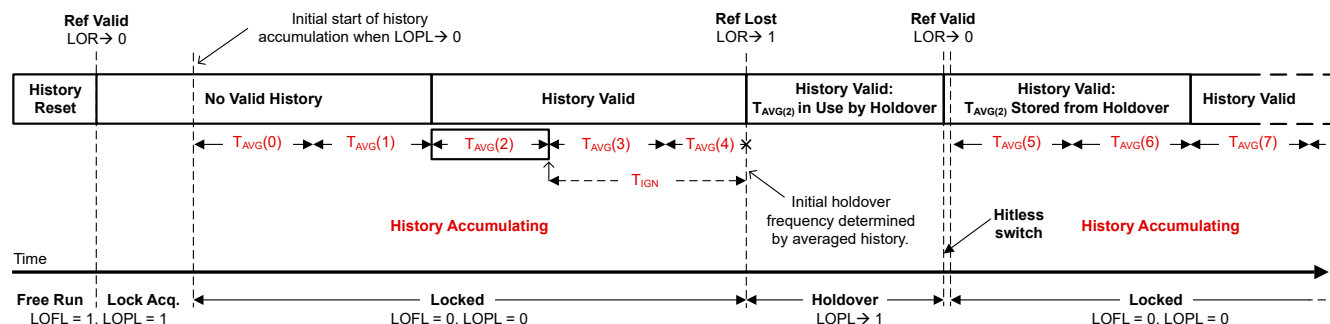 Ref Valid
LOR→ 0
Initial start of history
accumulation when LOPL→ 0
Ref Lost
LOR→ 1
Ref Valid
LOR→ 0
History
Reset
No Valid History
History Valid
History Valid:
TAVG(2) in Use by Holdover
History Valid:
TAVG(2) Stored from Holdover
History Valid
TAVG(0)
TAVG(1)
TAVG(2)
TAVG(3)
TAVG(4)
TAVG(5)
TAVG(6)
TAVG(7)
TIGN
Initial holdover
frequency determined
by averaged history.
History Accumulating
Hitless
switch
History Accumulating
Time
Free Run
LOFL = 1, LOPL = 1
Lock Acq.
Locked
LOFL = 0, LOPL = 0
Holdover
LOPL→ 1
Locked
LOFL = 0, LOPL = 0